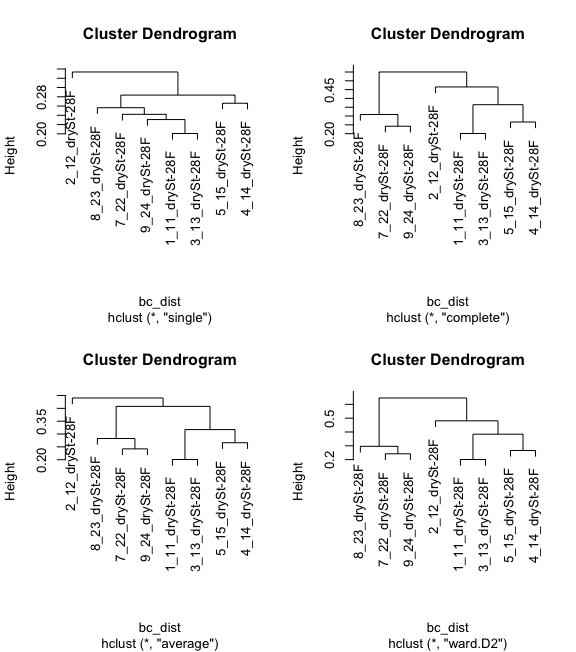 Cluster Dendrogram
Height
0.20
0.28
2_12_drySt-28F
8_23_drySt-28F
7_22_drySt-28F
9_24_drySt-28F
1_11_drySt-28F
3_13_drySt-28F
5_15_drySt-28F
4_14_drySt-28F
bc_dist
hclust (*, "single")
Cluster Dendrogram
Height
0.20
0.45
8_23_drySt-28F
7_22_drySt-28F
9_24_drySt-28F
2_12_drySt-28F
1_11_drySt-28F
3_13_drySt-28F
5_15_drySt-28F
4_14_drySt-28F
bc_dist
hclust (*, "complete")
Cluster Dendrogram
Height
0.20
0.35
2_12_drySt-28F
8_23_drySt-28F
7_22_drySt-28F
9_24_drySt-28F
1_11_drySt-28F
3_13_drySt-28F
5_15_drySt-28F
4_14_drySt-28F
bc_dist
hclust (*, "average")
Cluster Dendrogram
Height
0.2
0.5
8_23_drySt-28F
7_22_drySt-28F
9_24_drySt-28F
2_12_drySt-28F
1_11_drySt-28F
3_13_drySt-28F
5_15_drySt-28F
4_14_drySt-28F
bc_dist
hclust (*, "ward.D2")